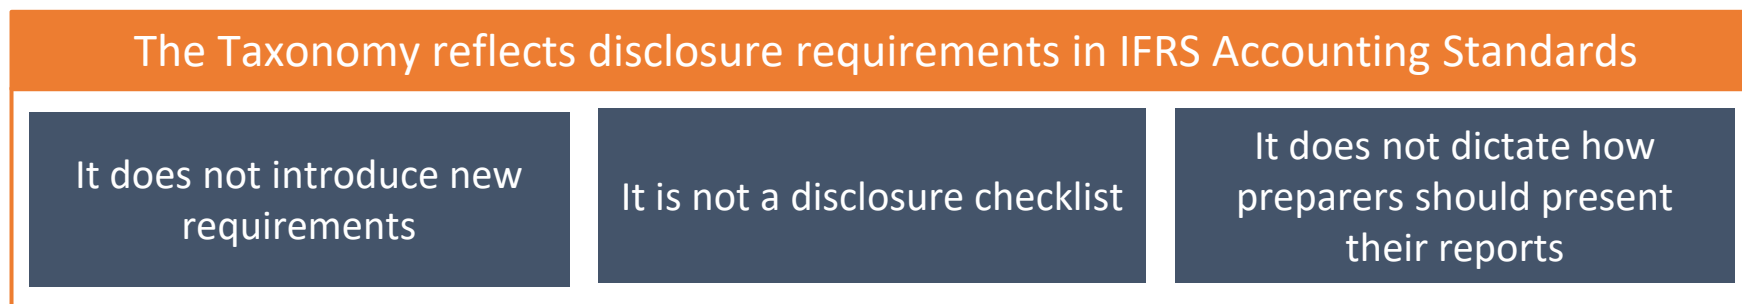 The Taxonomy reflects disclosure requirements in IFRS Accounting Standards
It does not introduce new
requirements
It is not a disclosure checklist
It does not dictate how
preparers should present
their reports